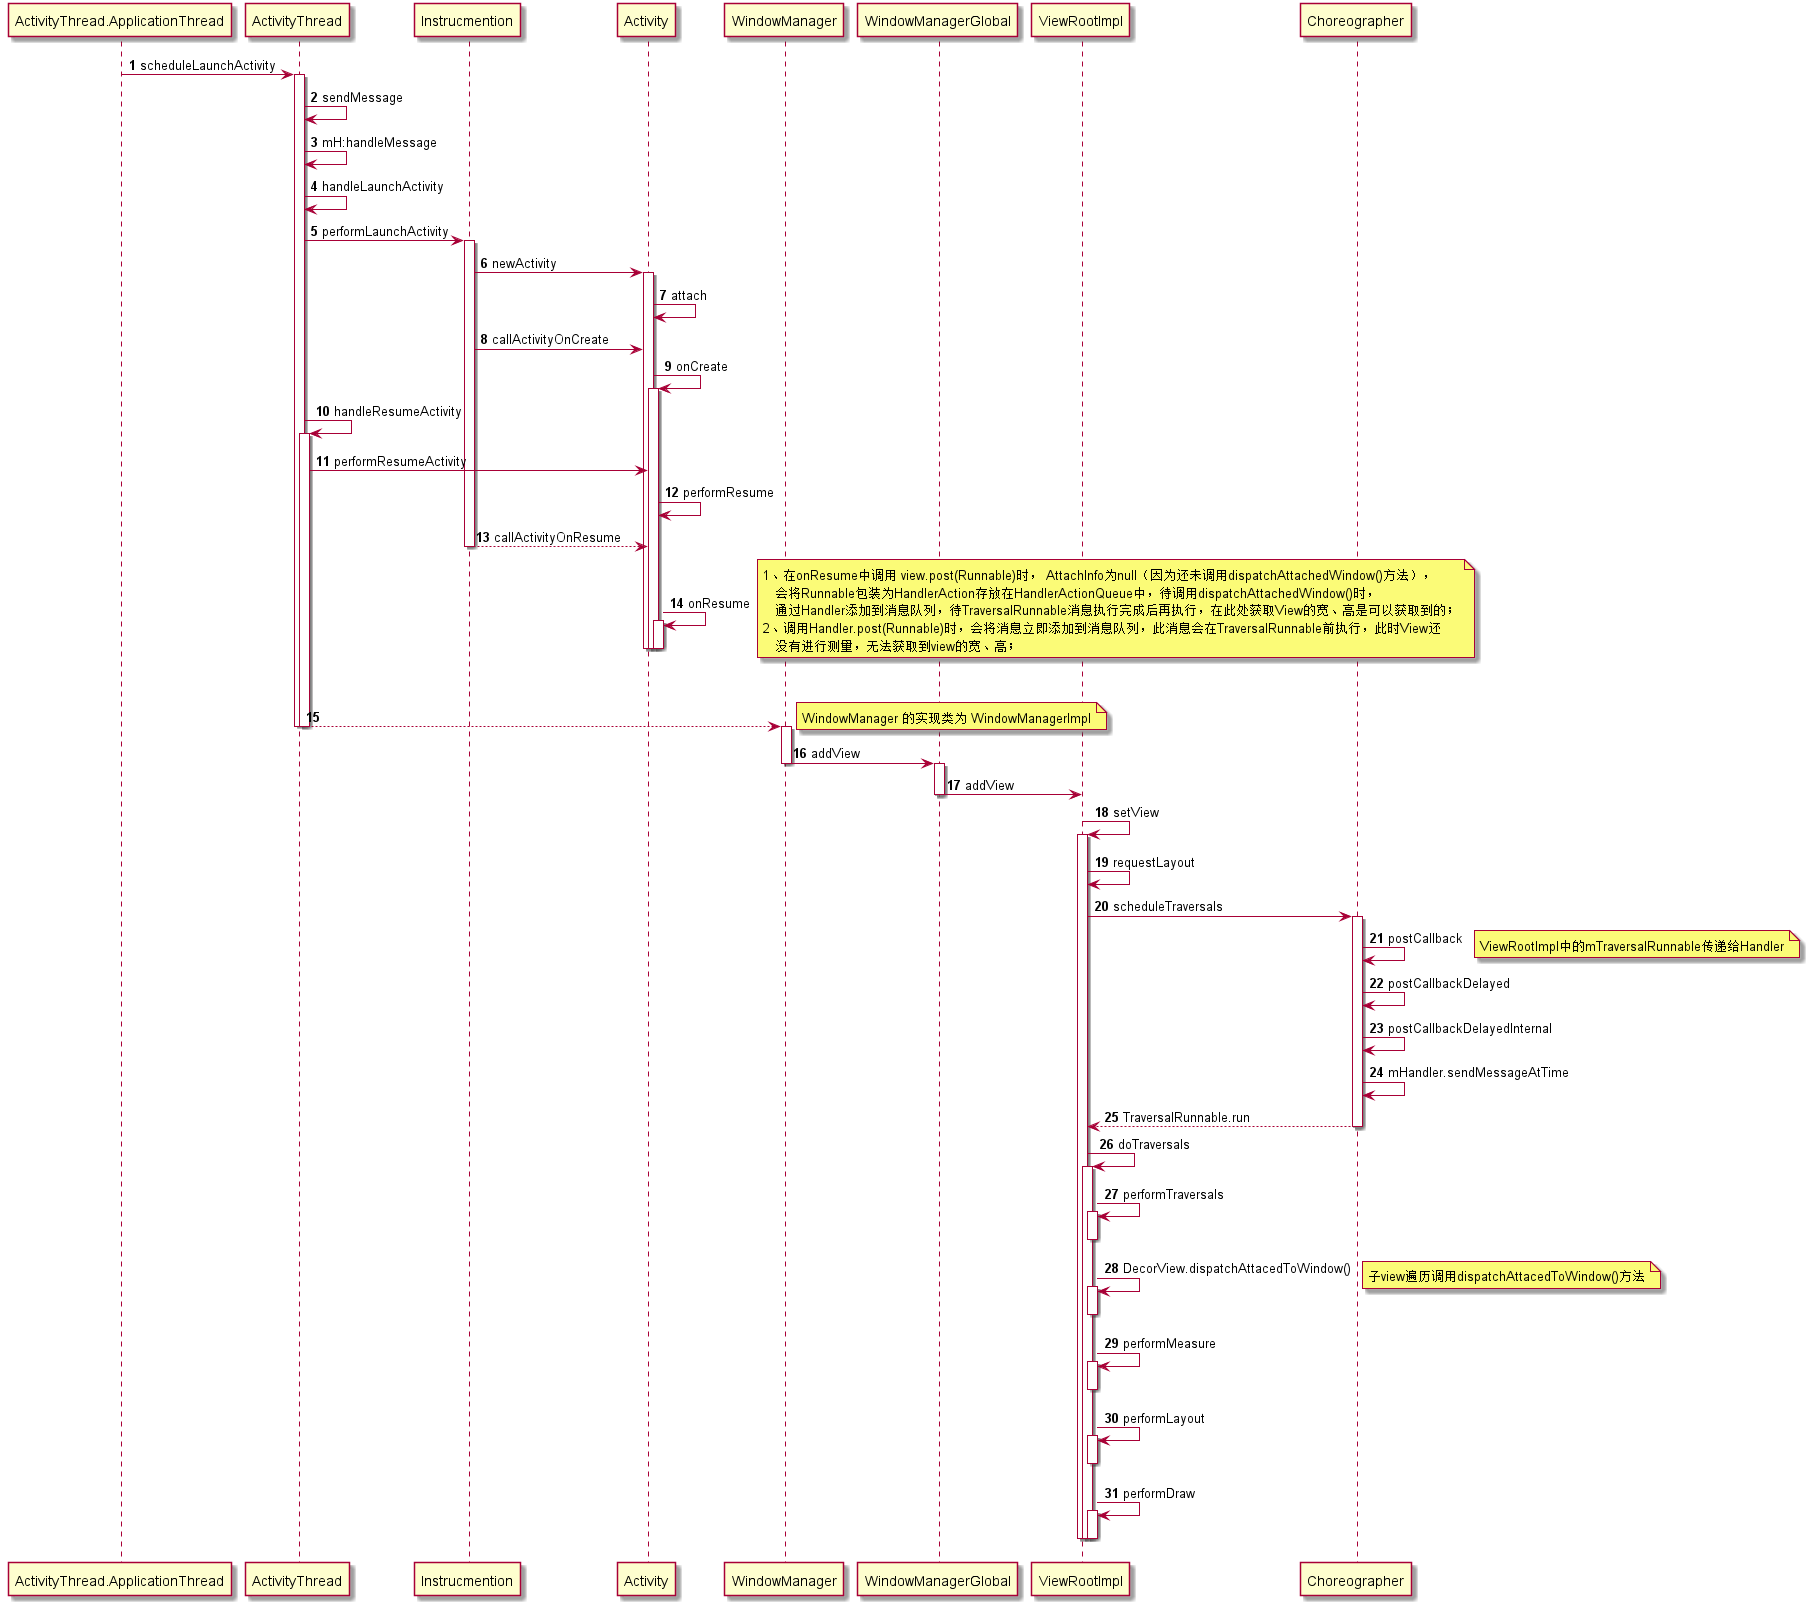 ActivityThread.ApplicationThread
ActivityThread
Instrucmention
Activity
WindowManager
WindowManagerGlobal
ViewRootImpl
Choreographer
1 scheduleLaunchActivity
2 sendMessage
3 mH:handleMessage
4 handleLaunchActivity
5 performLaunchActivity
6 newActivity
7 attach
8 callActivityOnCreate
9 onCreate
10 handleResumeActivity
11 performResumeActivity
12 performResume
13 callActivityOnResume
14 onResume
1、在onResume中调用 view.post(Runnable)时， AttachInfo为null（因为还未调用dispatchAttachedWindow()方法），
会将Runnable包装为HandlerAction存放在HandlerActionQueue中，待调用dispatchAttachedWindow()时，
通过Handler添加到消息队列，待TraversalRunnable消息执行完成后再执行，在此处获取View的宽、高是可以获取到的；
2、调用Handler.post(Runnable)时，会将消息立即添加到消息队列，此消息会在TraversalRunnable前执行，此时View还
没有进行测量，无法获取到view的宽、高；
15
WindowManager 的实现类为 WindowManagerImpl
16 addView
17 addView
18 setView
19 requestLayout
20 scheduleTraversals
21 postCallback
ViewRootImpl中的mTraversalRunnable传递给Handler
22 postCallbackDelayed
23 postCallbackDelayedInternal
24 mHandler.sendMessageAtTime
25 TraversalRunnable.run
26 doTraversals
27 performTraversals
28 DecorView.dispatchAttacedToWindow()
子view遍历调用dispatchAttacedToWindow()方法
29 performMeasure
30 performLayout
31 performDraw
ActivityThread.ApplicationThread
ActivityThread
Instrucmention
Activity
WindowManager
WindowManagerGlobal
ViewRootImpl
Choreographer